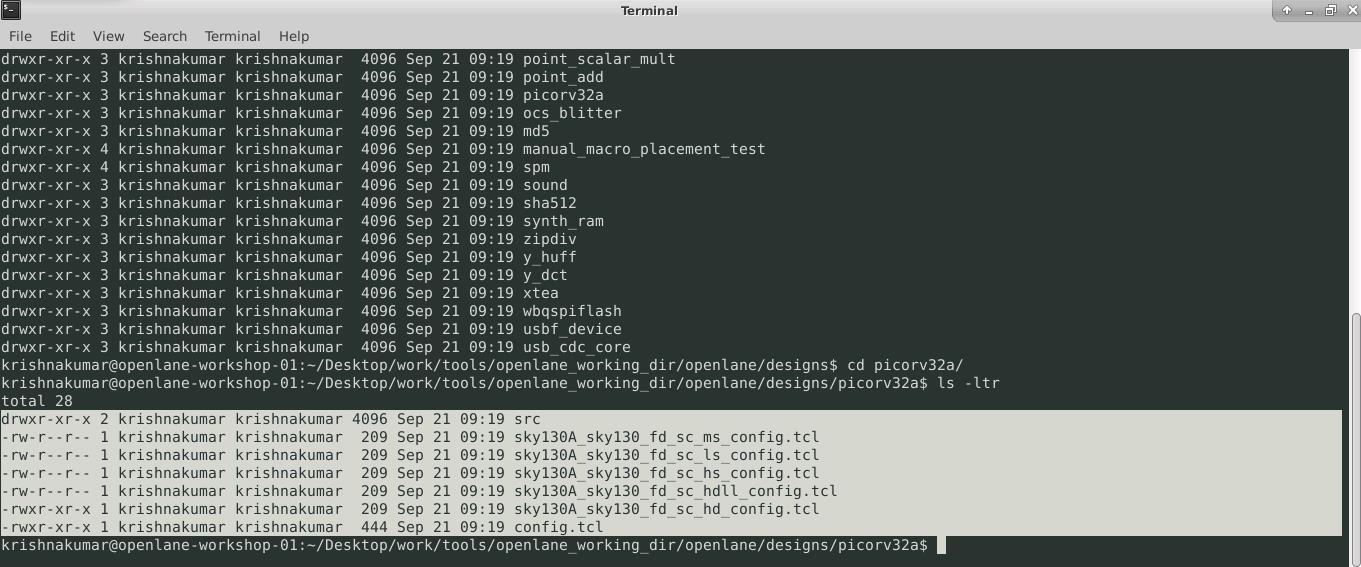 Terminal
File Edit View Search Terminal Help
drwxr-xr-x 3 krishnakumar krishnakumar  4096 Sep 21 09:19 point_scalar_mult
drwxr-xr-x 3 krishnakumar krishnakumar  4096 Sep 21 09:19 point_add
drwxr-xr-x 3 krishnakumar krishnakumar  4096 Sep 21 09:19 picorv32a
drwxr-xr-x 3 krishnakumar krishnakumar  4096 Sep 21 09:19 ocs_blitter
drwxr-xr-x 3 krishnakumar krishnakumar  4096 Sep 21 09:19 md5
drwxr-xr-x 4 krishnakumar krishnakumar  4096 Sep 21 09:19 manual_macro_placement_test
drwxr-xr-x 4 krishnakumar krishnakumar  4096 Sep 21 09:19 spm
drwxr-xr-x 3 krishnakumar krishnakumar  4096 Sep 21 09:19 sound
drwxr-xr-x 3 krishnakumar krishnakumar  4096 Sep 21 09:19 sha512
drwxr-xr-x 3 krishnakumar krishnakumar  4096 Sep 21 09:19 synth_ram
drwxr-xr-x 3 krishnakumar krishnakumar  4096 Sep 21 09:19 zipdiv
drwxr-xr-x 3 krishnakumar krishnakumar  4096 Sep 21 09:19 y_huff
drwxr-xr-x 3 krishnakumar krishnakumar  4096 Sep 21 09:19 y_dct
drwxr-xr-x 3 krishnakumar krishnakumar  4096 Sep 21 09:19 xtea
drwxr-xr-x 3 krishnakumar krishnakumar  4096 Sep 21 09:19 wbqspiflash
drwxr-xr-x 3 krishnakumar krishnakumar  4096 Sep 21 09:19 usbf_device
drwxr-xr-x 3 krishnakumar krishnakumar  4096 Sep 21 09:19 usb_cdc_core
krishnakumar@openlane-workshop-01:~/Desktop/work/tools/openlane_working_dir/openlane/designs$ cd picorv32a/
krishnakumar@openlane-workshop-01:~/Desktop/work/tools/openlane_working_dir/openlane/designs/picorv32a$ ls -ltr
total 28
drwxr-xr-x 2 krishnakumar krishnakumar 4096 Sep 21 09:19 src
-rw-r--r-- 1 krishnakumar krishnakumar  209 Sep 21 09:19 sky130A_sky130_fd_sc_ms_config.tcl
-rw-r--r-- 1 krishnakumar krishnakumar  209 Sep 21 09:19 sky130A_sky130_fd_sc_ls_config.tcl
-rw-r--r-- 1 krishnakumar krishnakumar  209 Sep 21 09:19 sky130A_sky130_fd_sc_hs_config.tcl
-rw-r--r-- 1 krishnakumar krishnakumar  209 Sep 21 09:19 sky130A_sky130_fd_sc_hdll_config.tcl
-rwxr-xr-x 1 krishnakumar krishnakumar  209 Sep 21 09:19 sky130A_sky130_fd_sc_hd_config.tcl
-rwxr-xr-x 1 krishnakumar krishnakumar  444 Sep 21 09:19 config.tcl
krishnakumar@openlane-workshop-01:~/Desktop/work/tools/openlane_working_dir/openlane/designs/picorv32a$